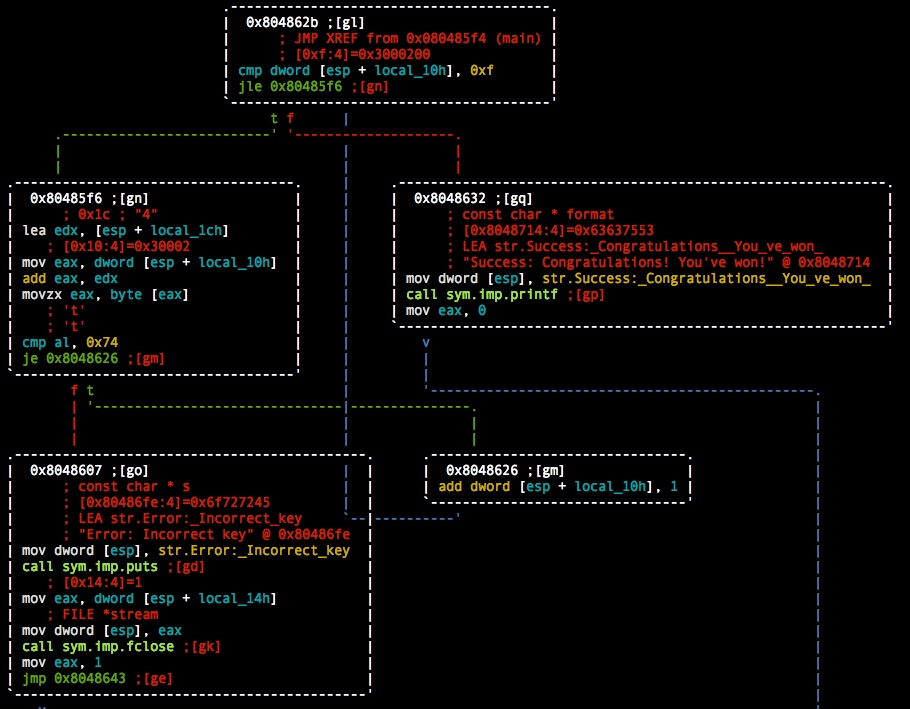 0x804862b ;[gl]
; JMP XREF from 0x080485f4 (main)
; [0xf:4]=0x3000200
cmp dword [esp + local_10h], 0xf
jle 0x80485f6 ;[gn]
t f
0x80485f6 ;[gn]
; 0x1c ; "4"
lea edx, [esp + local_1ch]
; [0x10:4]=0x30002
mov eax, dword [esp + local_10h]
add eax, edx
movzx eax, byte [eax]
; 't'
; 't'
cmp al, 0x74
je 0x8048626 ;[gm]
0x8048632 ;[gq]
; const char * format
; [0x8048714:4]=0x63637553
; LEA str.Success:_Congratulations__You_ve_won_
; "Success: Congratulations! You've won!" @ 0x8048714
mov dword [esp], str.Success:_Congratulations__You_ve_won_
call sym.imp.printf ;[gp]
mov eax, 0
v
f t
0x8048607 ;[go]
; const char * s
; [0x80486fe:4]=0x6f727245
; LEA str.Error:_Incorrect_key
; "Error: Incorrect key" @ 0x80486fe
mov dword [esp], str.Error:_Incorrect_key
call sym.imp.puts ;[gd]
; [0x14:4]=1
mov eax, dword [esp + local_14h]
; FILE *stream
mov dword [esp], eax
call sym.imp.fclose ;[gk]
mov eax, 1
jmp 0x8048643 ;[ge]
0x8048626 ;[gm]
add dword [esp + local_10h], 1